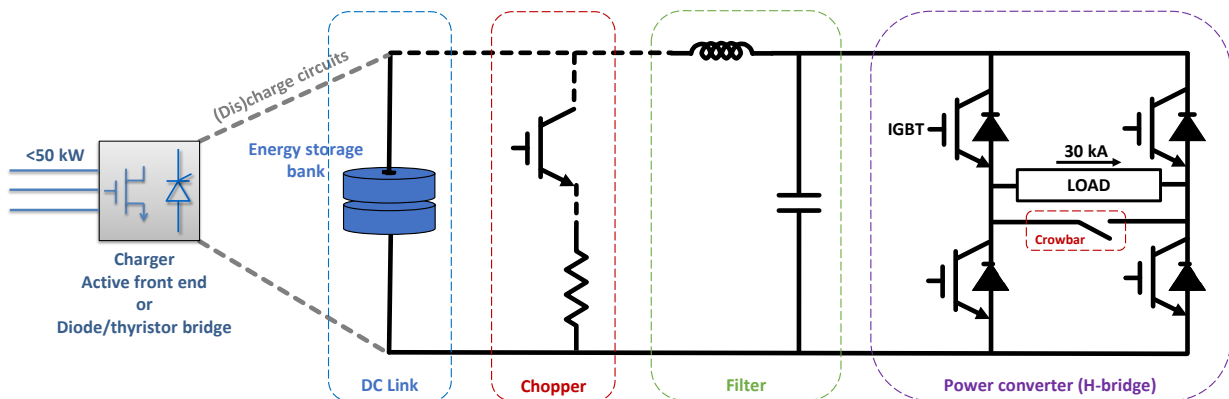 (Dis)charge circuits
<50 kW
Charger
Active front end
or
Diode/thyristor bridge
Energy storage
bank
DC Link
Chopper
Filter
IGBT
30 kA
LOAD
Crowbar
Power converter (H-bridge)